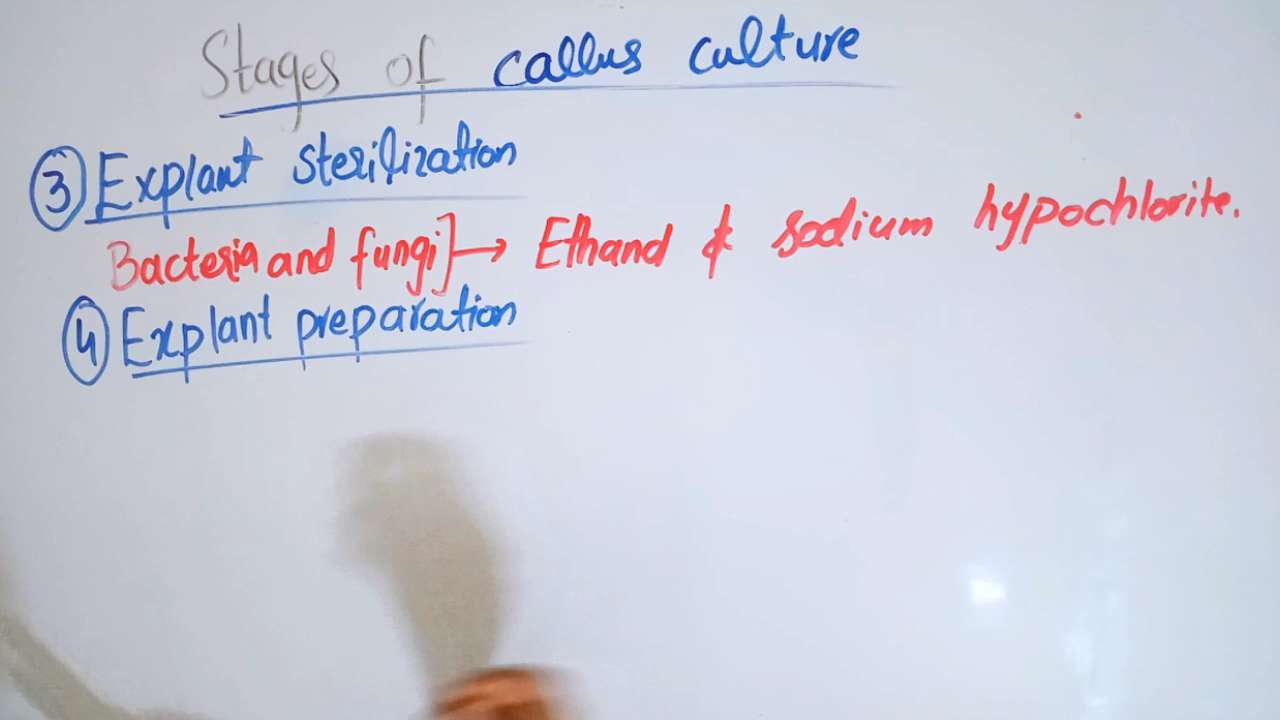 Stages of callus culture
③ Explant sterilization
Bacteria and fungi] → Ethanol & sodium hypochlorite.
④ Explant preparation